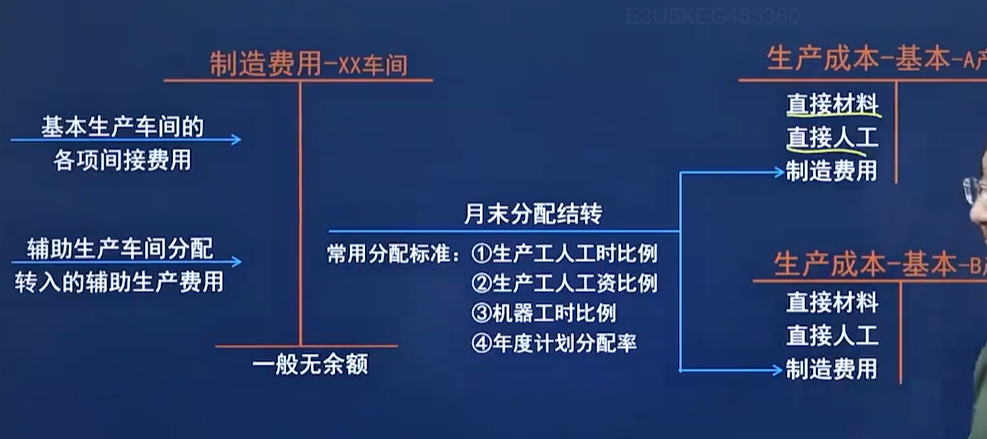 E3U5KEG485360
制造费用-XX车间
基本生产车间的
各项间接费用
辅助生产车间分配
转入的辅助生产费用
一般无余额
月末分配结转
常用分配标准：①生产工人工时比例
②生产工人工资比例
③机器工时比例
④年度计划分配率
生产成本-基本-A产
直接材料
直接人工
制造费用
生产成本-基本-B
直接材料
直接人工
制造费用